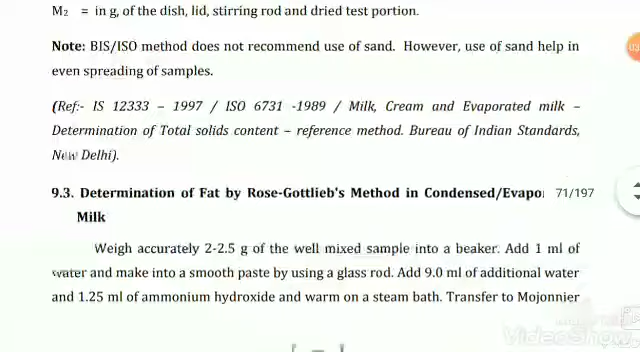 M2 = in g, of the dish, lid, stirring rod and dried test portion.
Note: BIS/ISO method does not recommend use of sand. However, use of sand help in
even spreading of samples.
(Ref:- IS 12333 – 1997 / ISO 6731 -1989 / Milk, Cream and Evaporated milk –
Determination of Total solids content – reference method. Bureau of Indian Standards,
New Delhi).
9.3. Determination of Fat by Rose-Gottlieb's Method in Condensed/Evapo 71/197
Milk
Weigh accurately 2-2.5 g of the well mixed sample into a beaker. Add 1 ml of
water and make into a smooth paste by using a glass rod. Add 9.0 ml of additional water
and 1.25 ml of ammonium hydroxide and warm on a steam bath. Transfer to Mojonnier
VideoShow